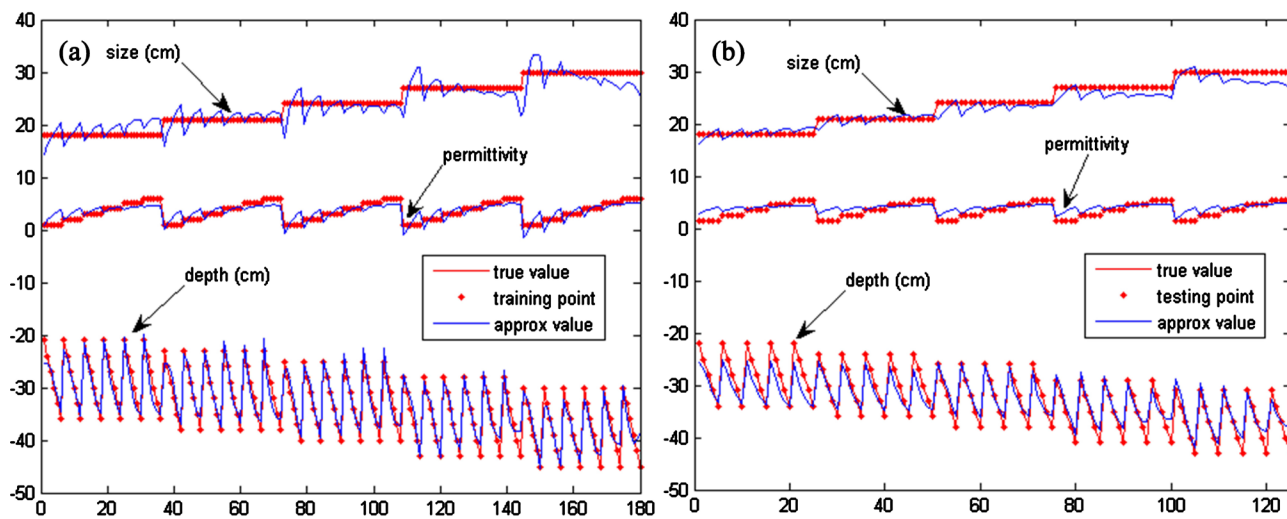 40
30
20
10
0
-10
-20
-30
-40
-50
(a)
size (cm)
permittivity
depth (cm)
true value
training point
approx value
0 20 40 60 80 100 120 140 160 180
40
30
20
10
0
-10
-20
-30
-40
-50
(b)
size (cm)
permittivity
depth (cm)
true value
testing point
approx value
0 20 40 60 80 100 120